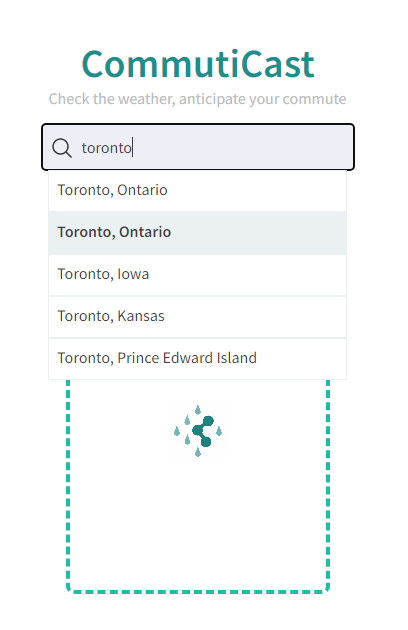 CommutiCast
Check the weather, anticipate your commute
toronto
Toronto, Ontario
Toronto, Ontario
Toronto, Iowa
Toronto, Kansas
Toronto, Prince Edward Island